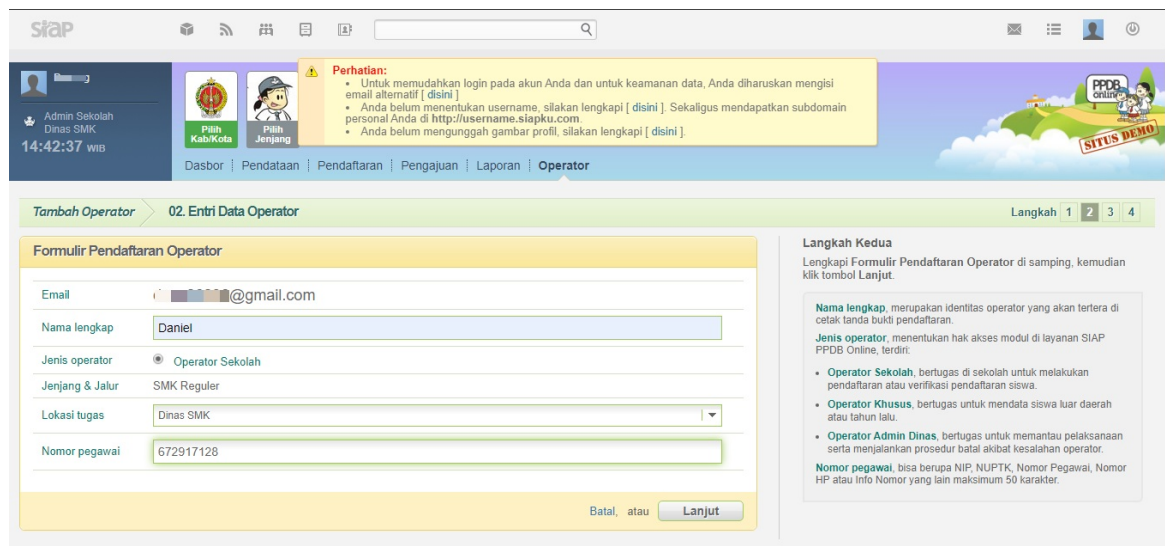 siap
Admin Sekolah
Dinas SMK
14:42:37 WIB
Pilih
Kab/Kota
Pilih
Jenjang
Perhatian:
• Untuk memudahkan login pada akun Anda dan untuk keamanan data, Anda diharuskan mengisi
email alternatif [ disini ]
• Anda belum menentukan username, silakan lengkapi [ disini ]. Sekaligus mendapatkan subdomain
personal Anda di http://username.siapku.com.
• Anda belum mengunggah gambar profil, silakan lengkapi [ disini ].
PPDB
online
SITUS DEMO
Dasbor Pendataan Pendaftaran Pengajuan Laporan Operator
Tambah Operator 02. Entri Data Operator
Langkah 1 2 3 4
Formulir Pendaftaran Operator
Email @gmail.com
Nama lengkap Daniel
Jenis operator Operator Sekolah
Jenjang & Jalur SMK Reguler
Lokasi tugas Dinas SMK
Nomor pegawai 672917128
Batal, atau Lanjut
Langkah Kedua
Lengkapi Formulir Pendaftaran Operator di samping, kemudian
klik tombol Lanjut.
Nama lengkap, merupakan identitas operator yang akan tertera di
cetak tanda bukti pendaftaran.
Jenis operator, menentukan hak akses modul di layanan SIAP
PPDB Online, terdiri:
• Operator Sekolah, bertugas di sekolah untuk melakukan
pendaftaran atau verifikasi pendaftaran siswa.
• Operator Khusus, bertugas untuk mendata siswa luar daerah
atau tahun lalu.
• Operator Admin Dinas, bertugas untuk memantau pelaksanaan
serta menjalankan prosedur batal akibat kesalahan operator.
Nomor pegawai, bisa berupa NIP, NUPTK, Nomor Pegawai, Nomor
HP atau Info Nomor yang lain maksimum 50 karakter.